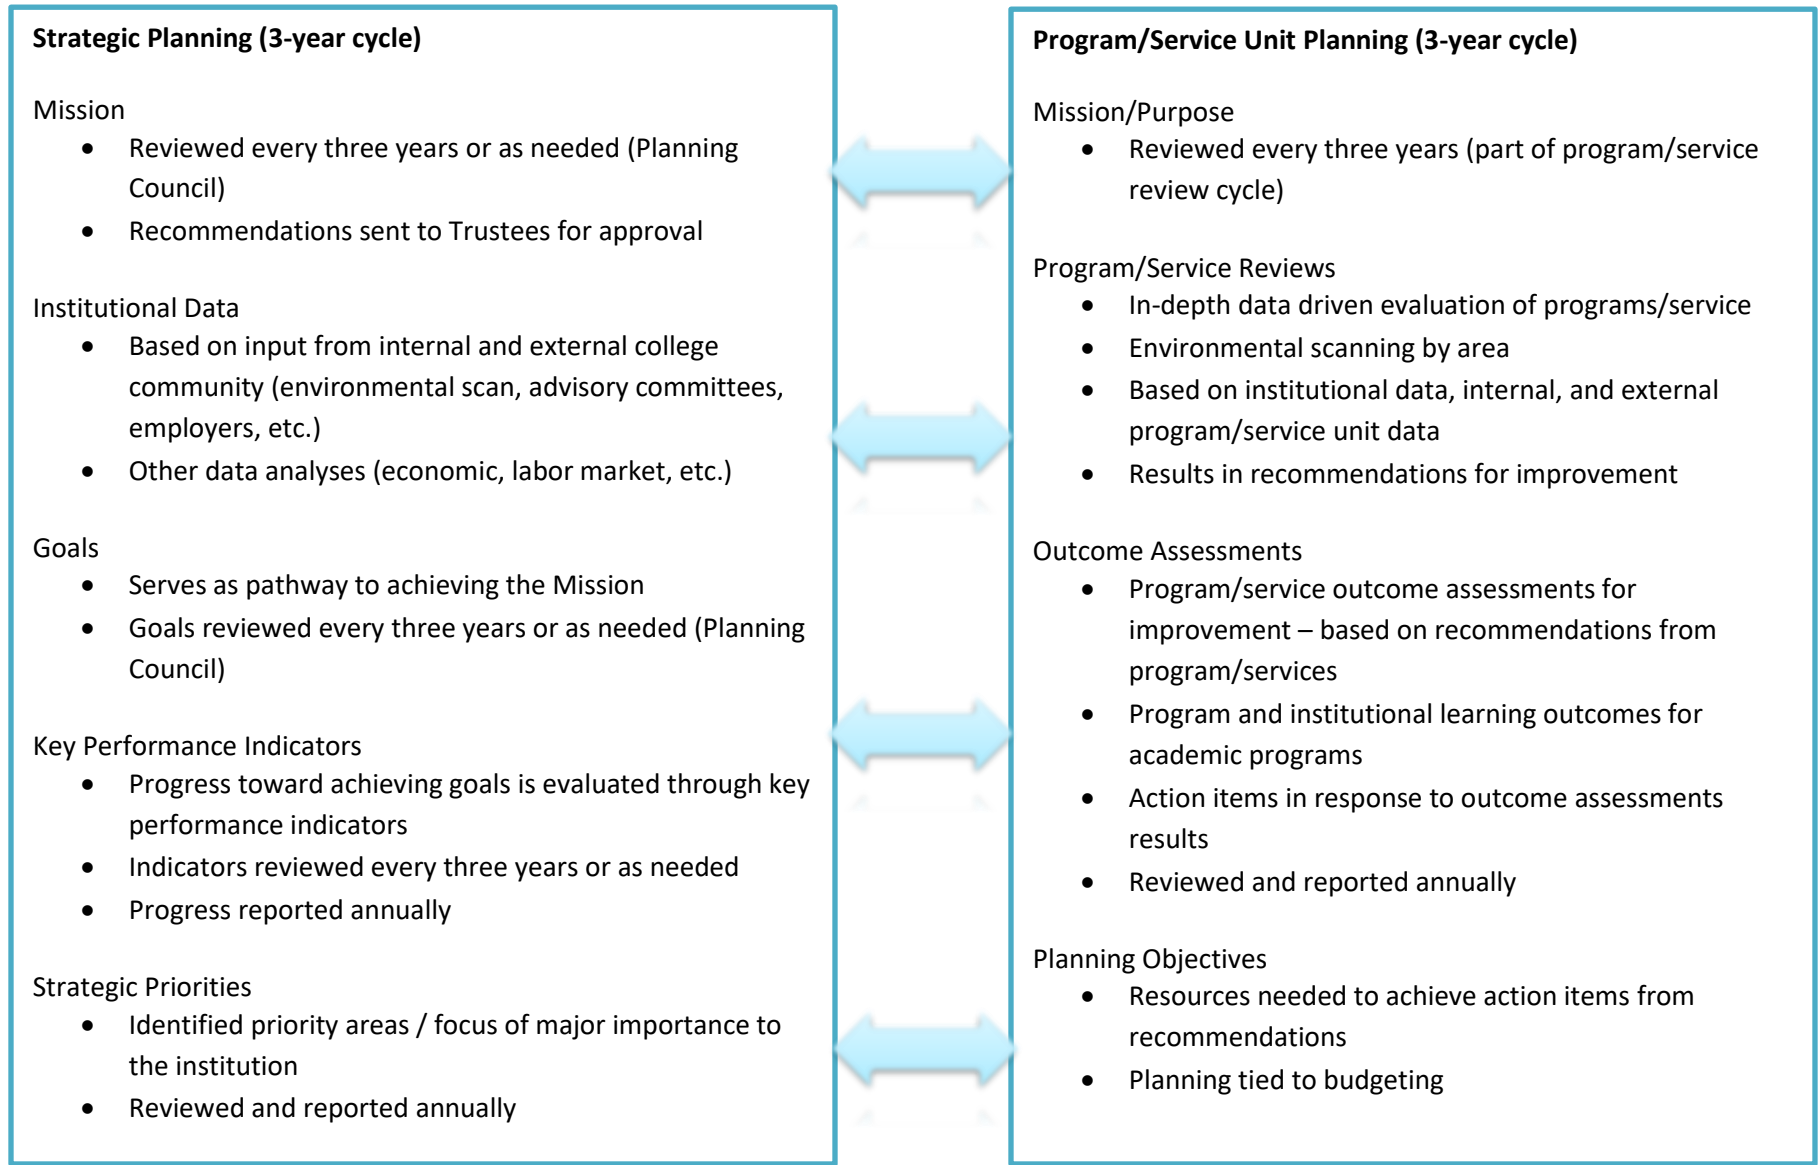 Strategic Planning (3-year cycle)
Mission
• Reviewed every three years or as needed (Planning
Council)
• Recommendations sent to Trustees for approval
Institutional Data
• Based on input from internal and external college
community (environmental scan, advisory committees,
employers, etc.)
• Other data analyses (economic, labor market, etc.)
Goals
• Serves as pathway to achieving the Mission
• Goals reviewed every three years or as needed (Planning
Council)
Key Performance Indicators
• Progress toward achieving goals is evaluated through key
performance indicators
• Indicators reviewed every three years or as needed
• Progress reported annually
Strategic Priorities
• Identified priority areas / focus of major importance to
the institution
• Reviewed and reported annually
Program/Service Unit Planning (3-year cycle)
Mission/Purpose
• Reviewed every three years (part of program/service
review cycle)
Program/Service Reviews
• In-depth data driven evaluation of programs/service
• Environmental scanning by area
• Based on institutional data, internal, and external
program/service unit data
• Results in recommendations for improvement
Outcome Assessments
• Program/service outcome assessments for
improvement – based on recommendations from
program/services
• Program and institutional learning outcomes for
academic programs
• Action items in response to outcome assessments
results
• Reviewed and reported annually
Planning Objectives
• Resources needed to achieve action items from
recommendations
• Planning tied to budgeting